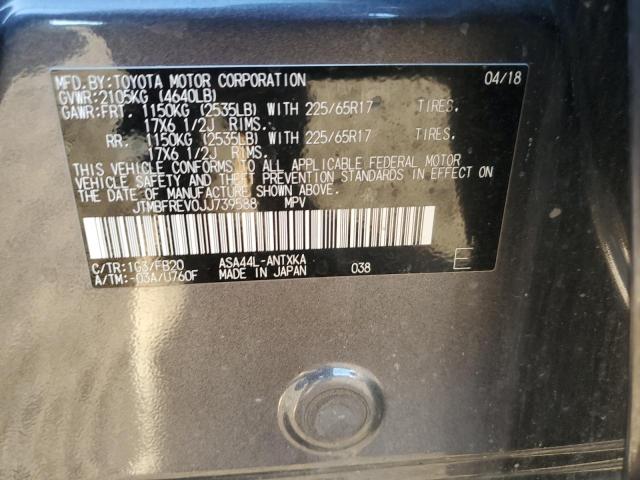 MFD.BY:TOYOTA MOTOR CORPORATION 04/18
GVWR:2105KG (4640LB)
GAWR:FRT. 1150KG (2535LB) WITH 225/65R17 TIRES,
17X6 1/2J RIMS.
RR. 1150KG (2535LB) WITH 225/65R17 TIRES,
17X6 1/2J RIMS.
THIS VEHICLE CONFORMS TO ALL APPLICABLE FEDERAL MOTOR
VEHICLE SAFETY AND THEFT PREVENTION STANDARDS IN EFFECT ON
THE DATE OF MANUFACTURE SHOWN ABOVE.
JTMBFREV0JJ739588 MPV
C/TR:1G3/FB20 ASA44L-ANTXKA
A/TM:-03A/U760F MADE IN JAPAN 038 E